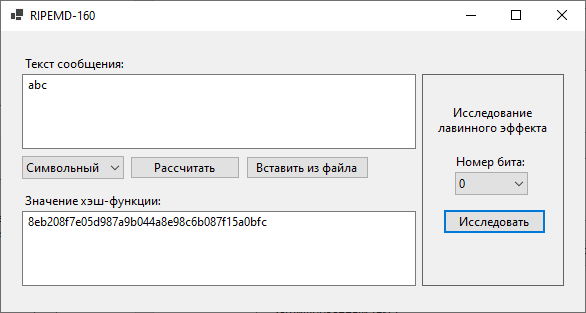 RIPEMD-160
Текст сообщения:
abc
Символьный
Рассчитать
Вставить из файла
Значение хэш-функции:
8eb208f7e05d987a9b044a8e98c6b087f15a0bfc
Исследование
лавинного эффекта
Номер бита:
0
Исследовать